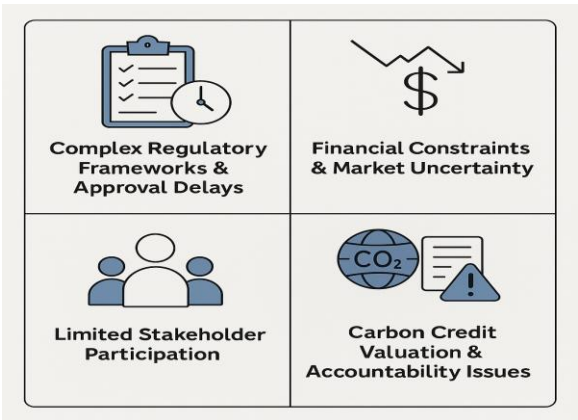 Complex Regulatory
Frameworks &
Approval Delays
$
Financial Constraints
& Market Uncertainty
Limited Stakeholder
Participation
CO₂
!
Carbon Credit
Valuation &
Accountability Issues